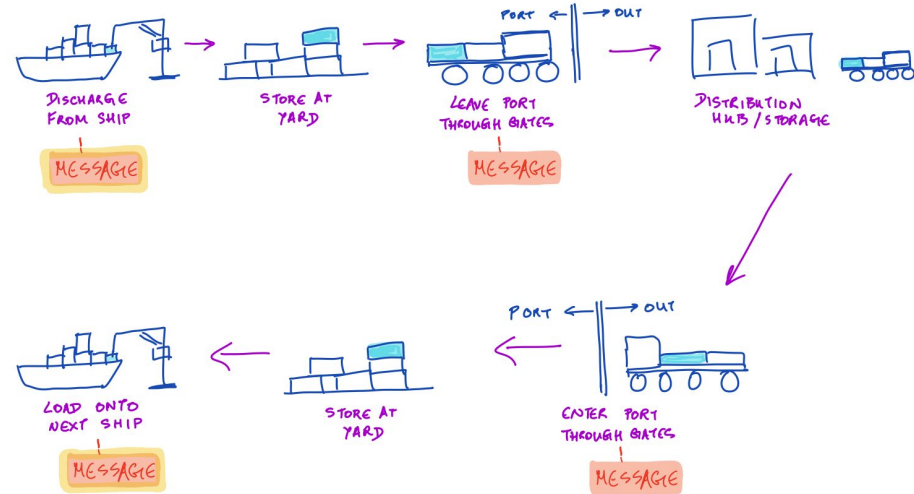 PORT ← → OUT
DISCHARGE
FROM SHIP
MESSAGE
STORE AT
YARD
LEAVE PORT
THROUGH GATES
MESSAGE
DISTRIBUTION
HUB/STORAGE
PORT ← → OUT
LOAD ONTO
NEXT SHIP
MESSAGE
STORE AT
YARD
ENTER PORT
THROUGH GATES
MESSAGE